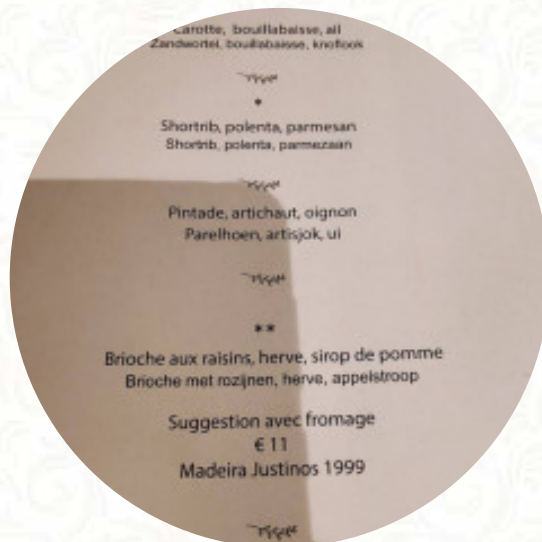 Carotte, bouillabaisse, ail
Zandwortel, bouillabaisse, knoflook
*
Shortrib, polenta, parmesan
Shortrib, polenta, parmezaan
Pintade, artichaut, oignon
Parelhoen, artisjok, ui
**
Brioche aux raisins, herve, sirop de pomme
Brioche met rozijnen, herve, appelstroop
Suggestion avec fromage
€ 11
Madeira Justinos 1999